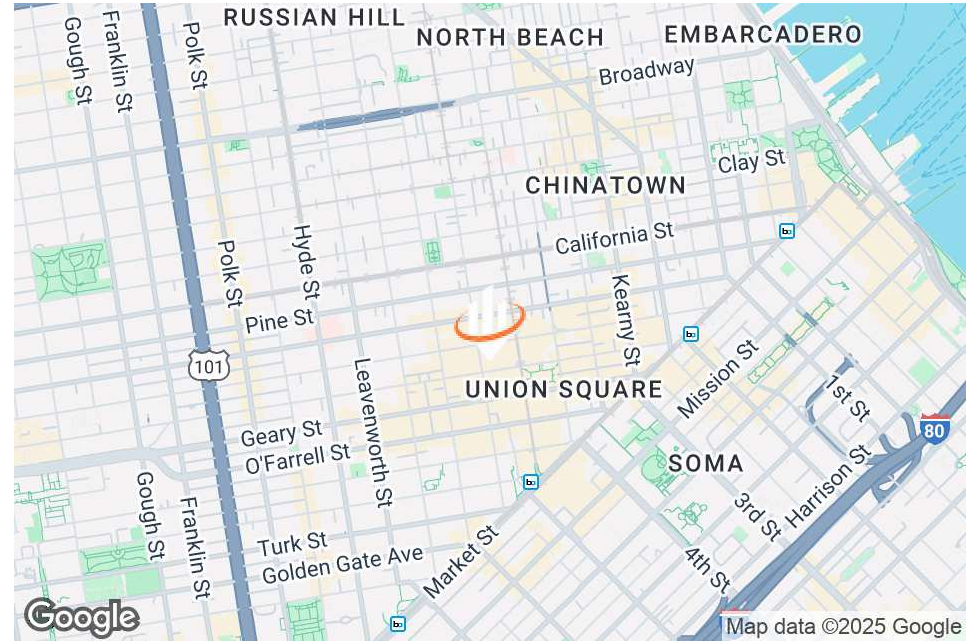 RUSSIAN HILL
NORTH BEACH
EMBARCADERO
Gough St
Franklin St
Polk St
Broadway
Clay St
CHINATOWN
California St
Polk St
Hyde St
Kearny St
Pine St
101
Leavenworth St
UNION SQUARE
Mission St
1st St
80
Geary St
O'Farrell St
SOMA
Harrison St
3rd St
Gough St
Franklin St
Turk St
Golden Gate Ave
Market St
4th St
Google
Map data ©2025 Google